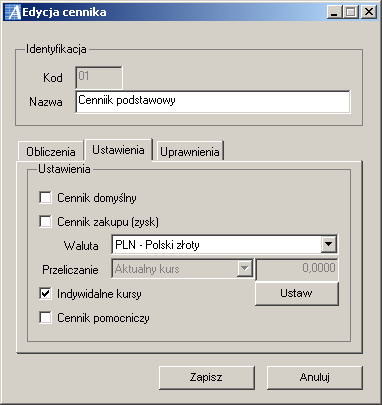 Edycja cennika
Identyfikacja
Kod 01
Nazwa Cenniik podstawowy
Obliczenia Ustawienia Uprawnienia
Ustawienia
Cennik domyślny
Cennik zakupu (zysk)
Waluta PLN - Polski złoty
Przeliczanie Aktualny kurs 0,0000
Indywidalne kursy Ustaw
Cennik pomocniczy
Zapisz Anuluj